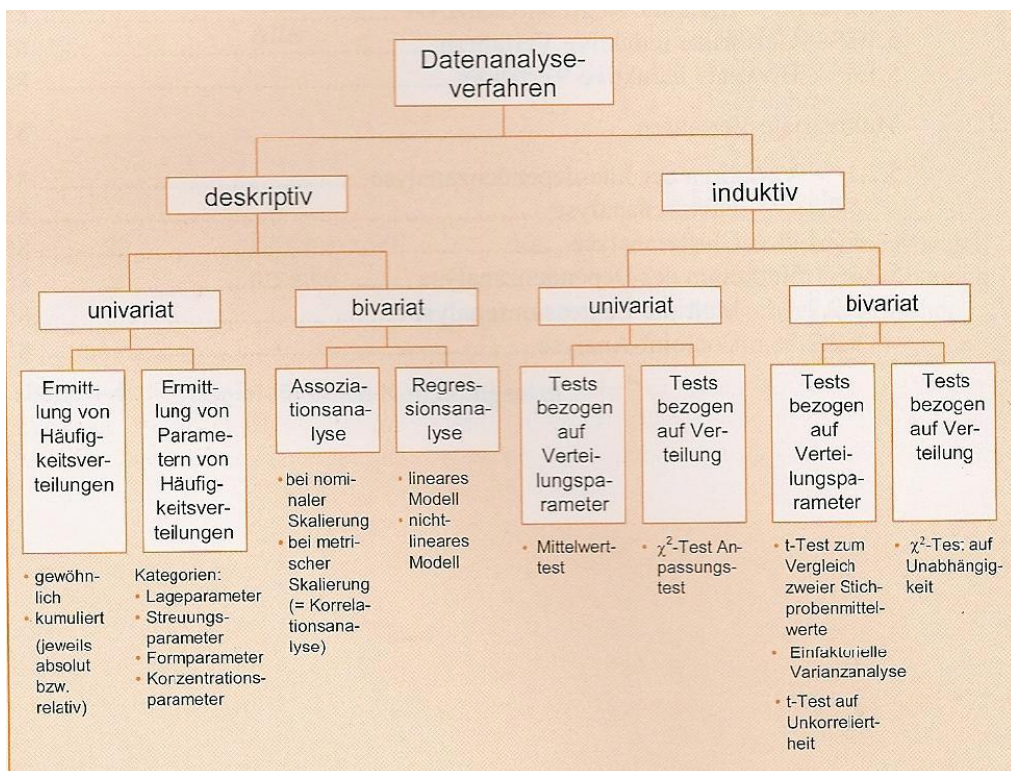 Datenanalyse-
verfahren
deskriptiv
induktiv
univariat
bivariat
univariat
bivariat
Ermitt-
lung von
Häufig-
keitsver-
teilungen
• gewöhn-
lich
• kumuliert
(jeweils
absolut
bzw.
relativ)
Ermitt-
lung von
Parame-
tern von
Häufig-
keitsver-
teilungen
Kategorien:
• Lageparameter
• Streuungs-
parameter
• Formparameter
• Konzentrations-
parameter
Assozia-
tionsana-
lyse
• bei nomi-
naler
Skalierung
• bei metri-
scher
Skalierung
(= Korrela-
tionsana-
lyse)
Regres-
sionsana-
lyse
• lineares
Modell
• nicht-
lineares
Modell
Tests
bezogen
auf
Vertei-
lungspa-
rameter
• Mittelwert-
test
Tests
bezogen
auf Ver-
teilung
• χ²-Test An-
passungs-
test
Tests
bezogen
auf
Vertei-
lungspa-
rameter
• t-Test zum
Vergleich
zweier Stich-
probenmittel-
werte
• Einfaktorielle
Varianzanalyse
• t-Test auf
Unkorreliert-
heit
Tests
bezogen
auf Ver-
teilung
• χ²-Test auf
Unabhängig-
keit